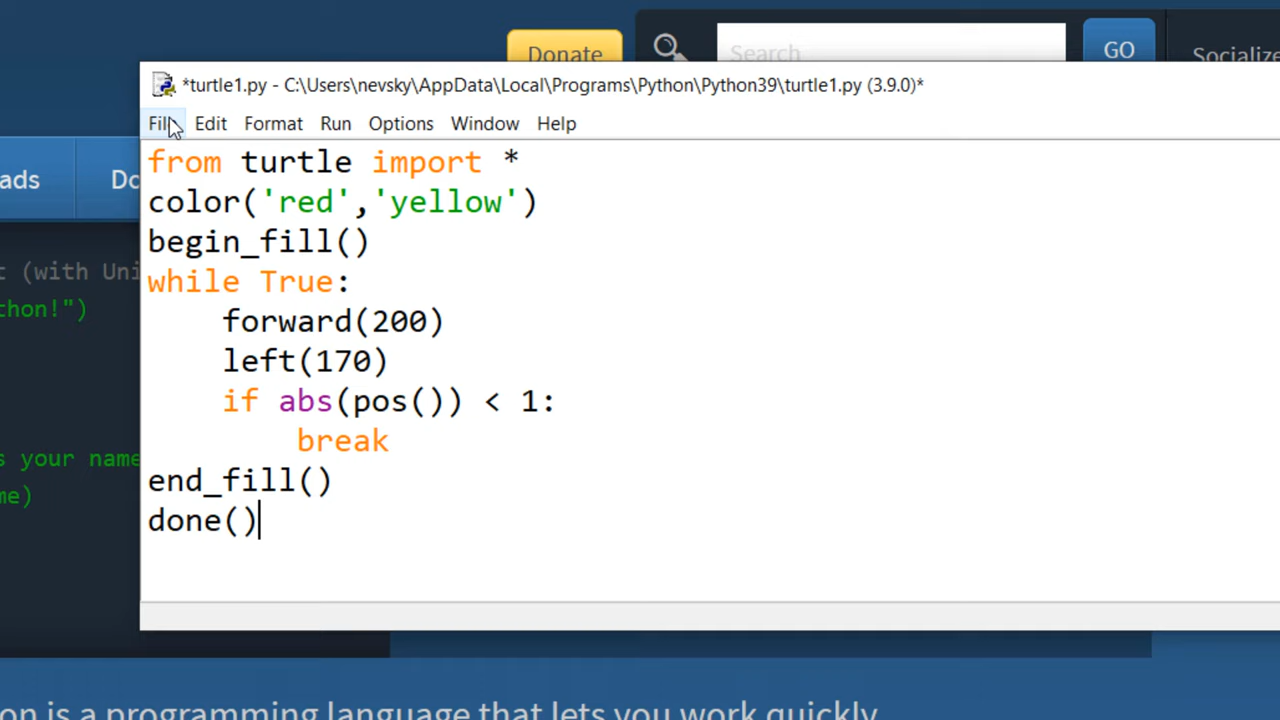 Donate
Search
GO
Socialize
*turtle1.py - C:\Users\nevsky\AppData\Local\Programs\Python\Python39\turtle1.py (3.9.0)*
File Edit Format Run Options Window Help
from turtle import *
color('red','yellow')
begin_fill()
while True:
    forward(200)
    left(170)
    if abs(pos()) < 1:
        break
end_fill()
done()
ads
Do
t (with Uni
thon!")
s your name
me)
on is a programming language that lets you work quickly